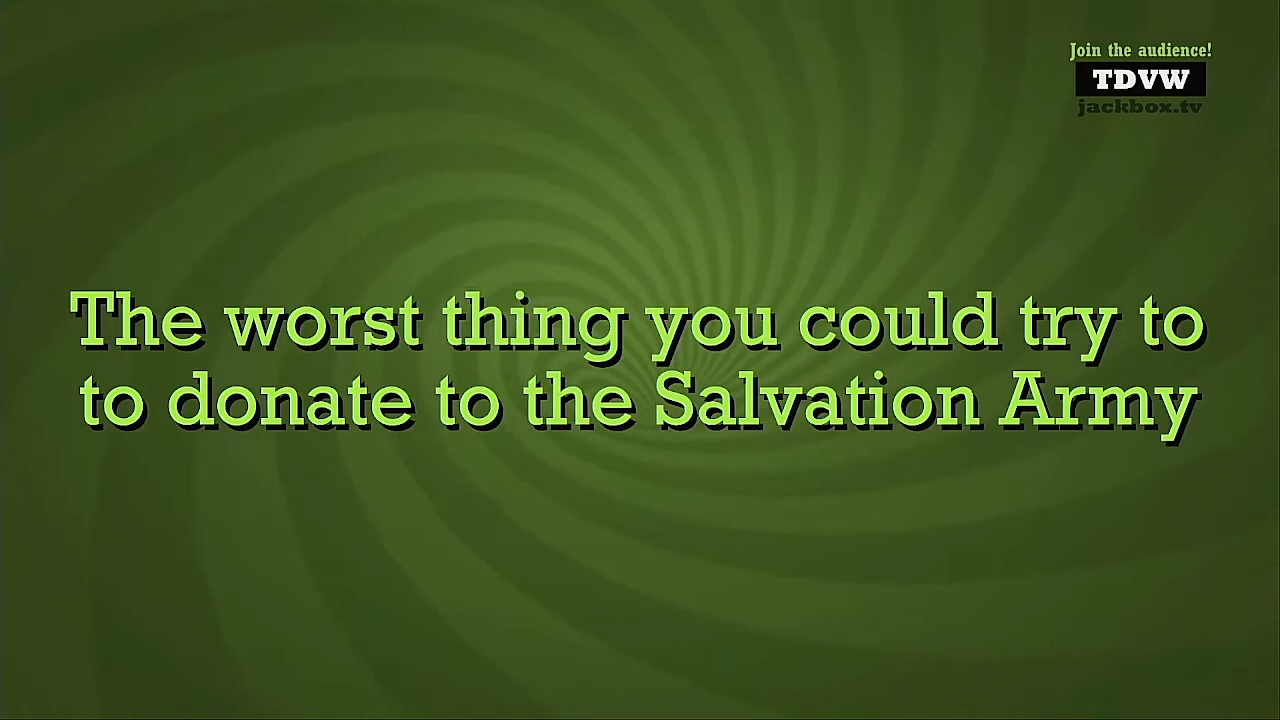 Join the audience!
TDVW
jackbox.tv
The worst thing you could try to
to donate to the Salvation Army